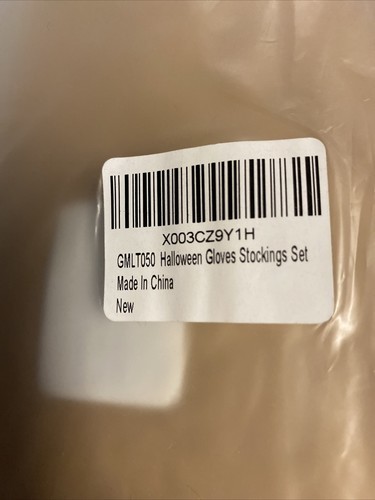 X003CZ9Y1H
GMLT050 Halloween Gloves Stockings Set
Made In China
New